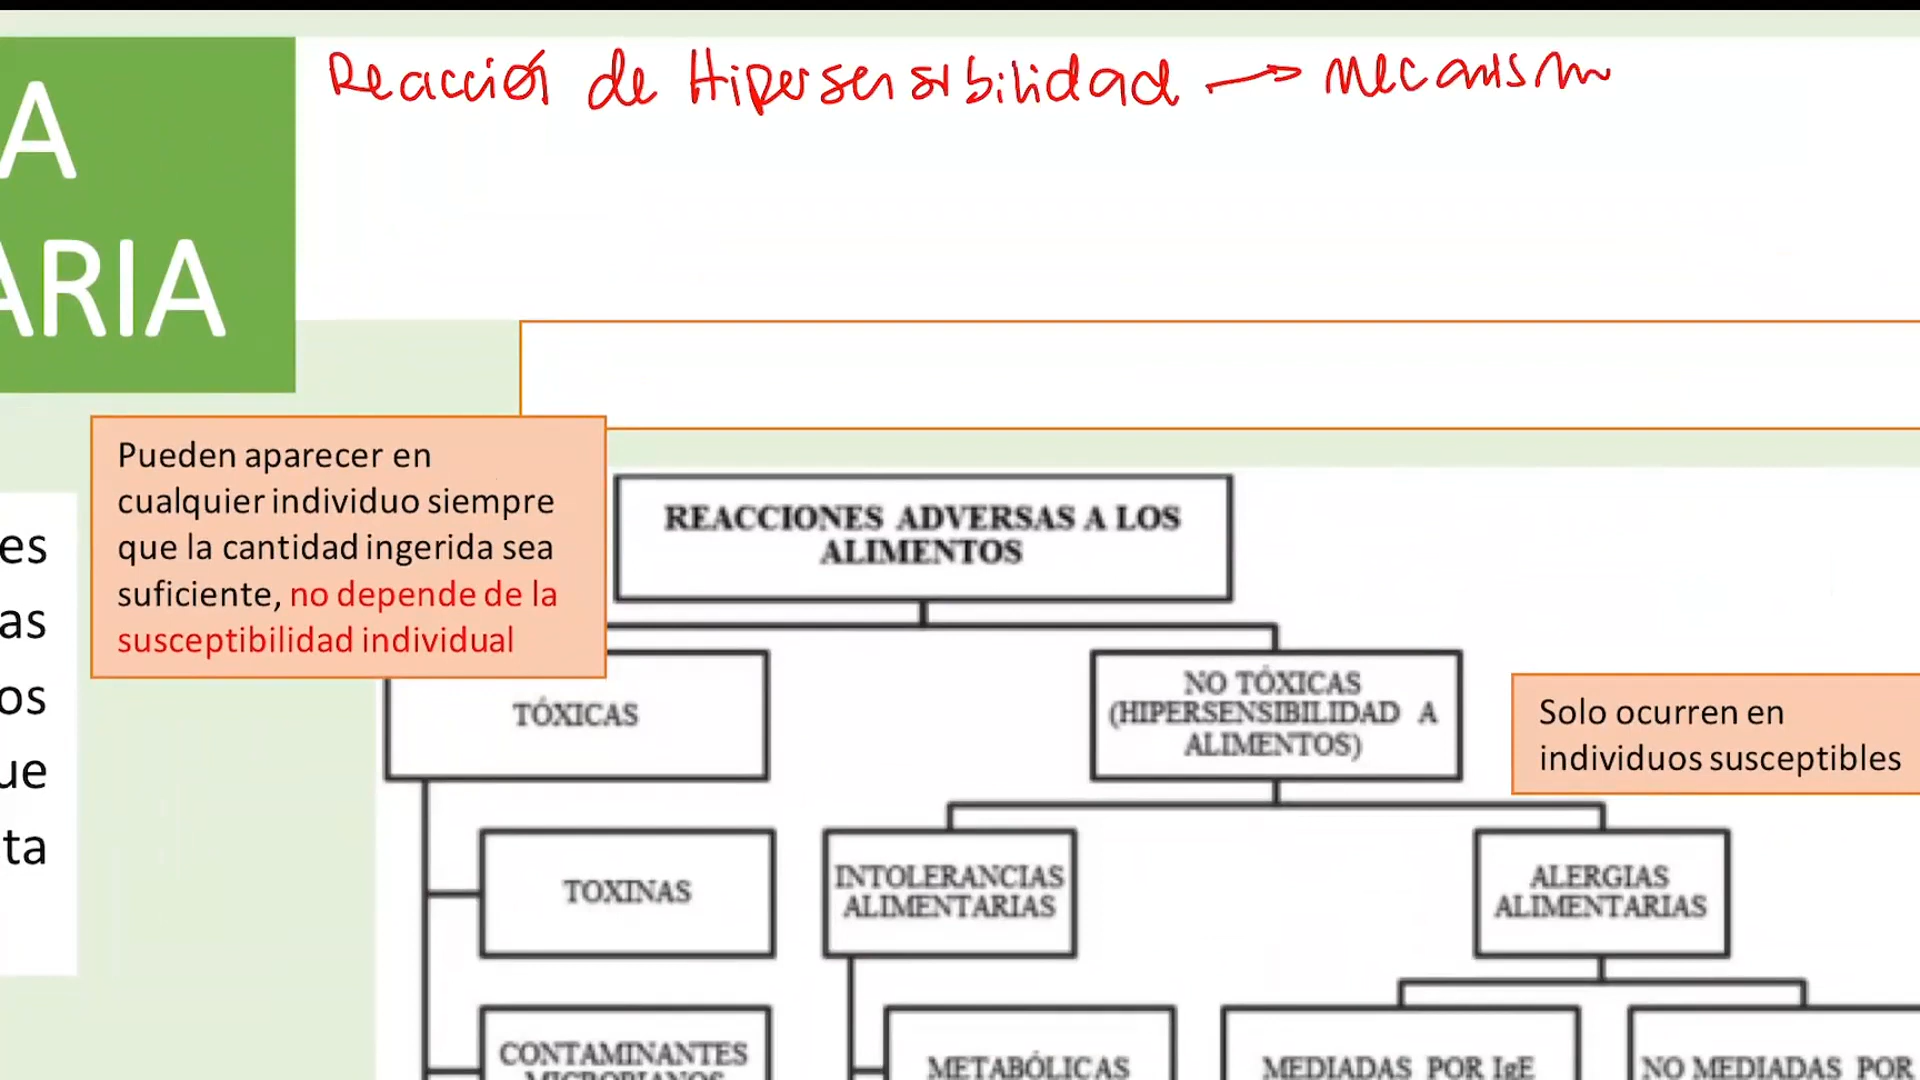 Reacción de Hipersensibilidad → Mecanism
A
ARIA
Pueden aparecer en
cualquier individuo siempre
que la cantidad ingerida sea
suficiente, no depende de la
susceptibilidad individual
es
as
os
ue
ta
REACCIONES ADVERSAS A LOS
ALIMENTOS
TÓXICAS
NO TÓXICAS
(HIPERSENSIBILIDAD A
ALIMENTOS)
Solo ocurren en
individuos susceptibles
TOXINAS
INTOLERANCIAS
ALIMENTARIAS
ALERGIAS
ALIMENTARIAS
CONTAMINANTES
MICROBIANOS
METABÓLICAS
MEDIADAS POR IgE
NO MEDIADAS POR